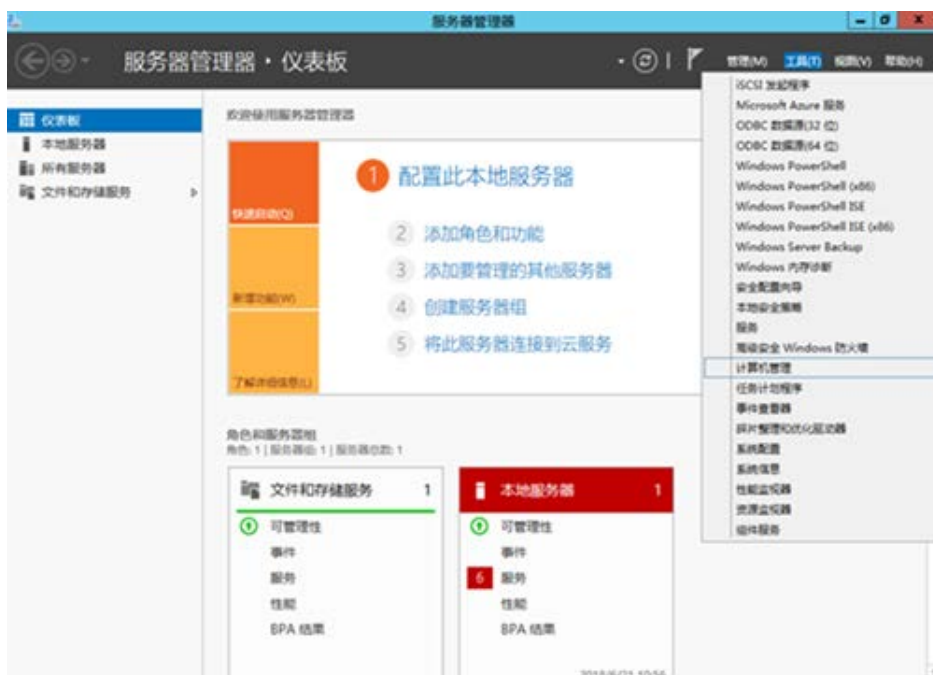 服务器管理器
服务器管理器 · 仪表板
管理(M) 工具(T) 视图(V) 帮助(H)
iSCSI 发起程序
Microsoft Azure 服务
ODBC 数据源(32 位)
ODBC 数据源(64 位)
Windows PowerShell
Windows PowerShell (x86)
Windows PowerShell ISE
Windows PowerShell ISE (x86)
Windows Server Backup
Windows 内存诊断
安全配置向导
本地安全策略
服务
高级安全 Windows 防火墙
计算机管理
任务计划程序
事件查看器
碎片整理和优化驱动器
系统配置
系统信息
性能监视器
资源监视器
组件服务
仪表板
本地服务器
所有服务器
文件和存储服务
欢迎使用服务器管理器
快速启动(Q)
新增功能(W)
了解详细信息(L)
1 配置此本地服务器
2 添加角色和功能
3 添加要管理的其他服务器
4 创建服务器组
5 将此服务器连接到云服务
角色和服务器组
角色: 1 | 服务器组: 1 | 服务器总数: 1
文件和存储服务 1
可管理性
事件
服务
性能
BPA 结果
本地服务器 1
可管理性
事件
6 服务
性能
BPA 结果